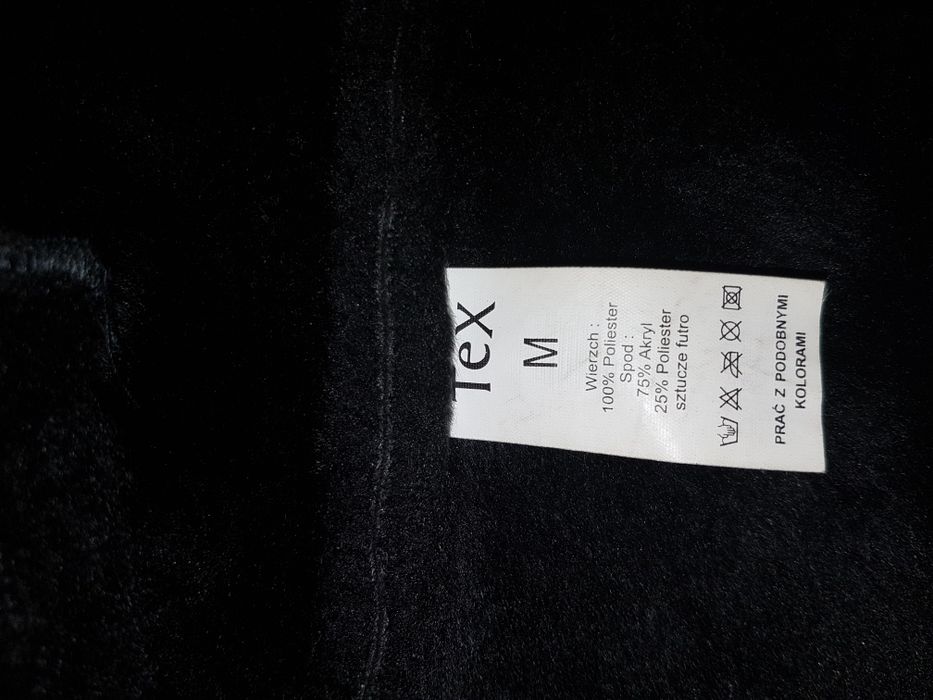 Tex
M
Wierzch :
100% Poliester
Spod :
75% Akryl
25% Poliester
sztucze futro
PRAĆ Z PODOBNYMI
KOLORAMI